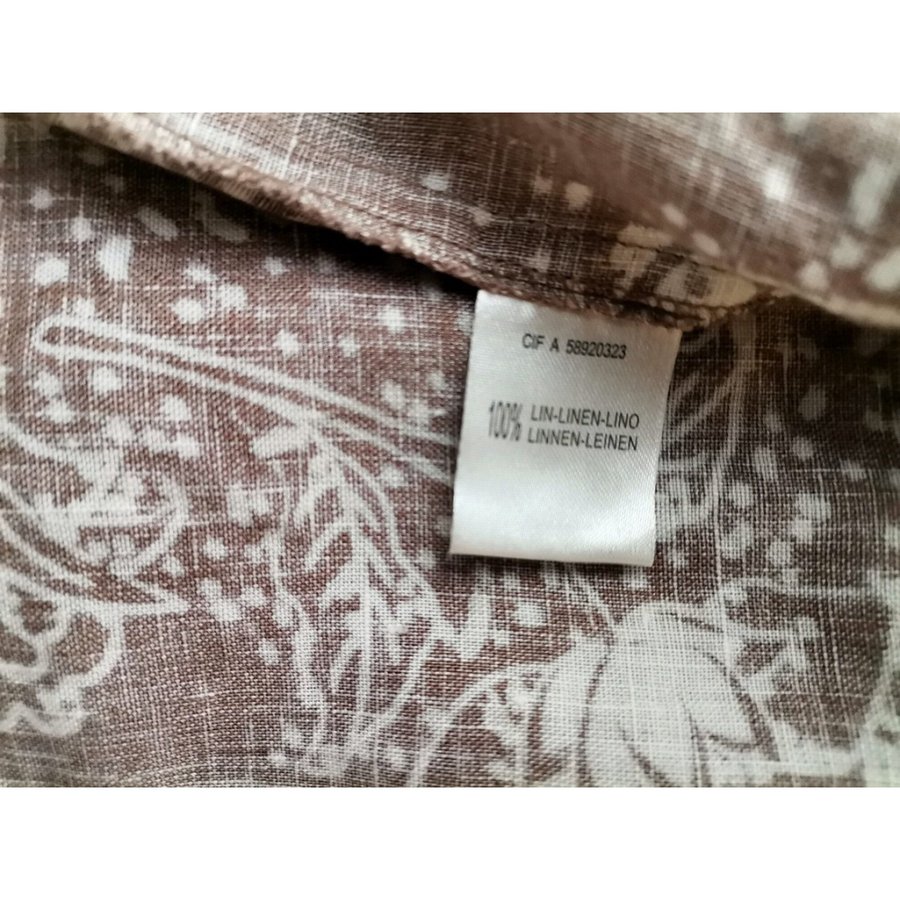 CIF A 58920323
100% LIN-LINEN-LINO
LINNEN-LEINEN